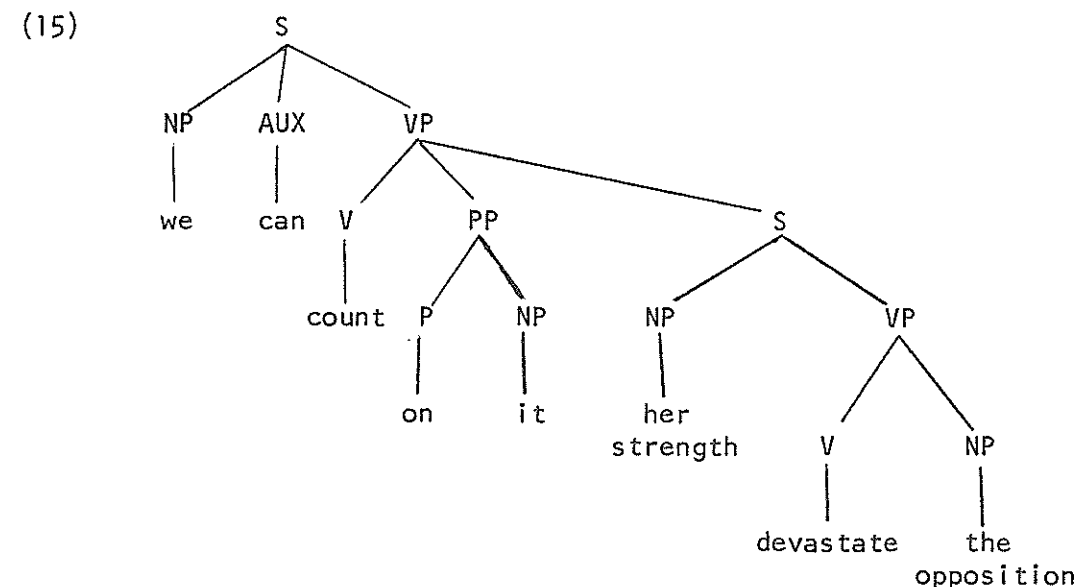 (15) S
NP AUX VP
we can V PP S
count P NP NP VP
on it her strength V NP
devastate the opposition